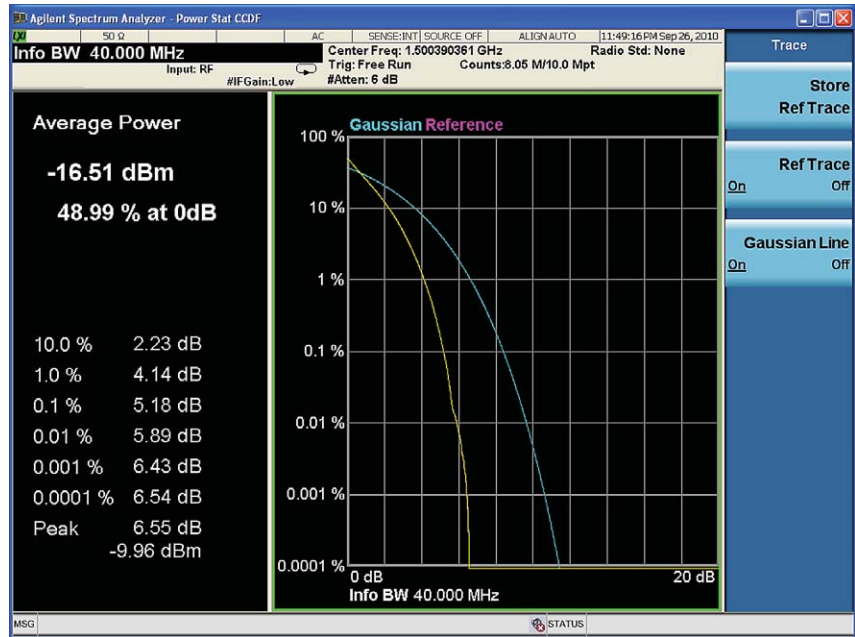 Agilent Spectrum Analyzer - Power Stat CCDF
LXI 50 Ω AC SENSE:INT SOURCE OFF ALIGN AUTO 11:49:16 PM Sep 26, 2010
Info BW 40.000 MHz
Center Freq: 1.500390361 GHz Radio Std: None
Input: RF Trig: Free Run Counts:8.05 M/10.0 Mpt
#IFGain:Low #Atten: 6 dB
Trace
Store
Ref Trace
Ref Trace
On Off
Gaussian Line
On Off
Average Power
-16.51 dBm
48.99 % at 0dB
10.0 % 2.23 dB
1.0 % 4.14 dB
0.1 % 5.18 dB
0.01 % 5.89 dB
0.001 % 6.43 dB
0.0001 % 6.54 dB
Peak 6.55 dB
-9.96 dBm
Gaussian Reference
100 %
10 %
1 %
0.1 %
0.01 %
0.001 %
0.0001 %
0 dB 20 dB
Info BW 40.000 MHz
MSG STATUS